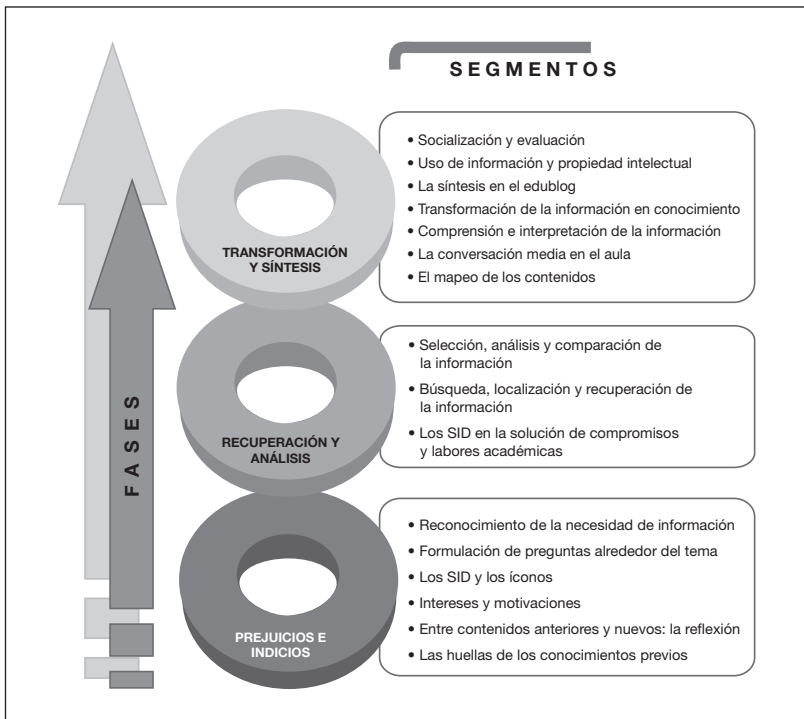 SEGMENTOS
• Socialización y evaluación
• Uso de información y propiedad intelectual
• La síntesis en el edublog
• Transformación de la información en conocimiento
• Comprensión e interpretación de la información
• La conversación media en el aula
• El mapeo de los contenidos
TRANSFORMACIÓN
Y SÍNTESIS
• Selección, análisis y comparación de
la información
• Búsqueda, localización y recuperación de
la información
• Los SID en la solución de compromisos
y labores académicas
RECUPERACIÓN Y
ANÁLISIS
FASES
• Reconocimiento de la necesidad de información
• Formulación de preguntas alrededor del tema
• Los SID y los íconos
• Intereses y motivaciones
• Entre contenidos anteriores y nuevos: la reflexión
• Las huellas de los conocimientos previos
PREJUICIOS E
INDICIOS